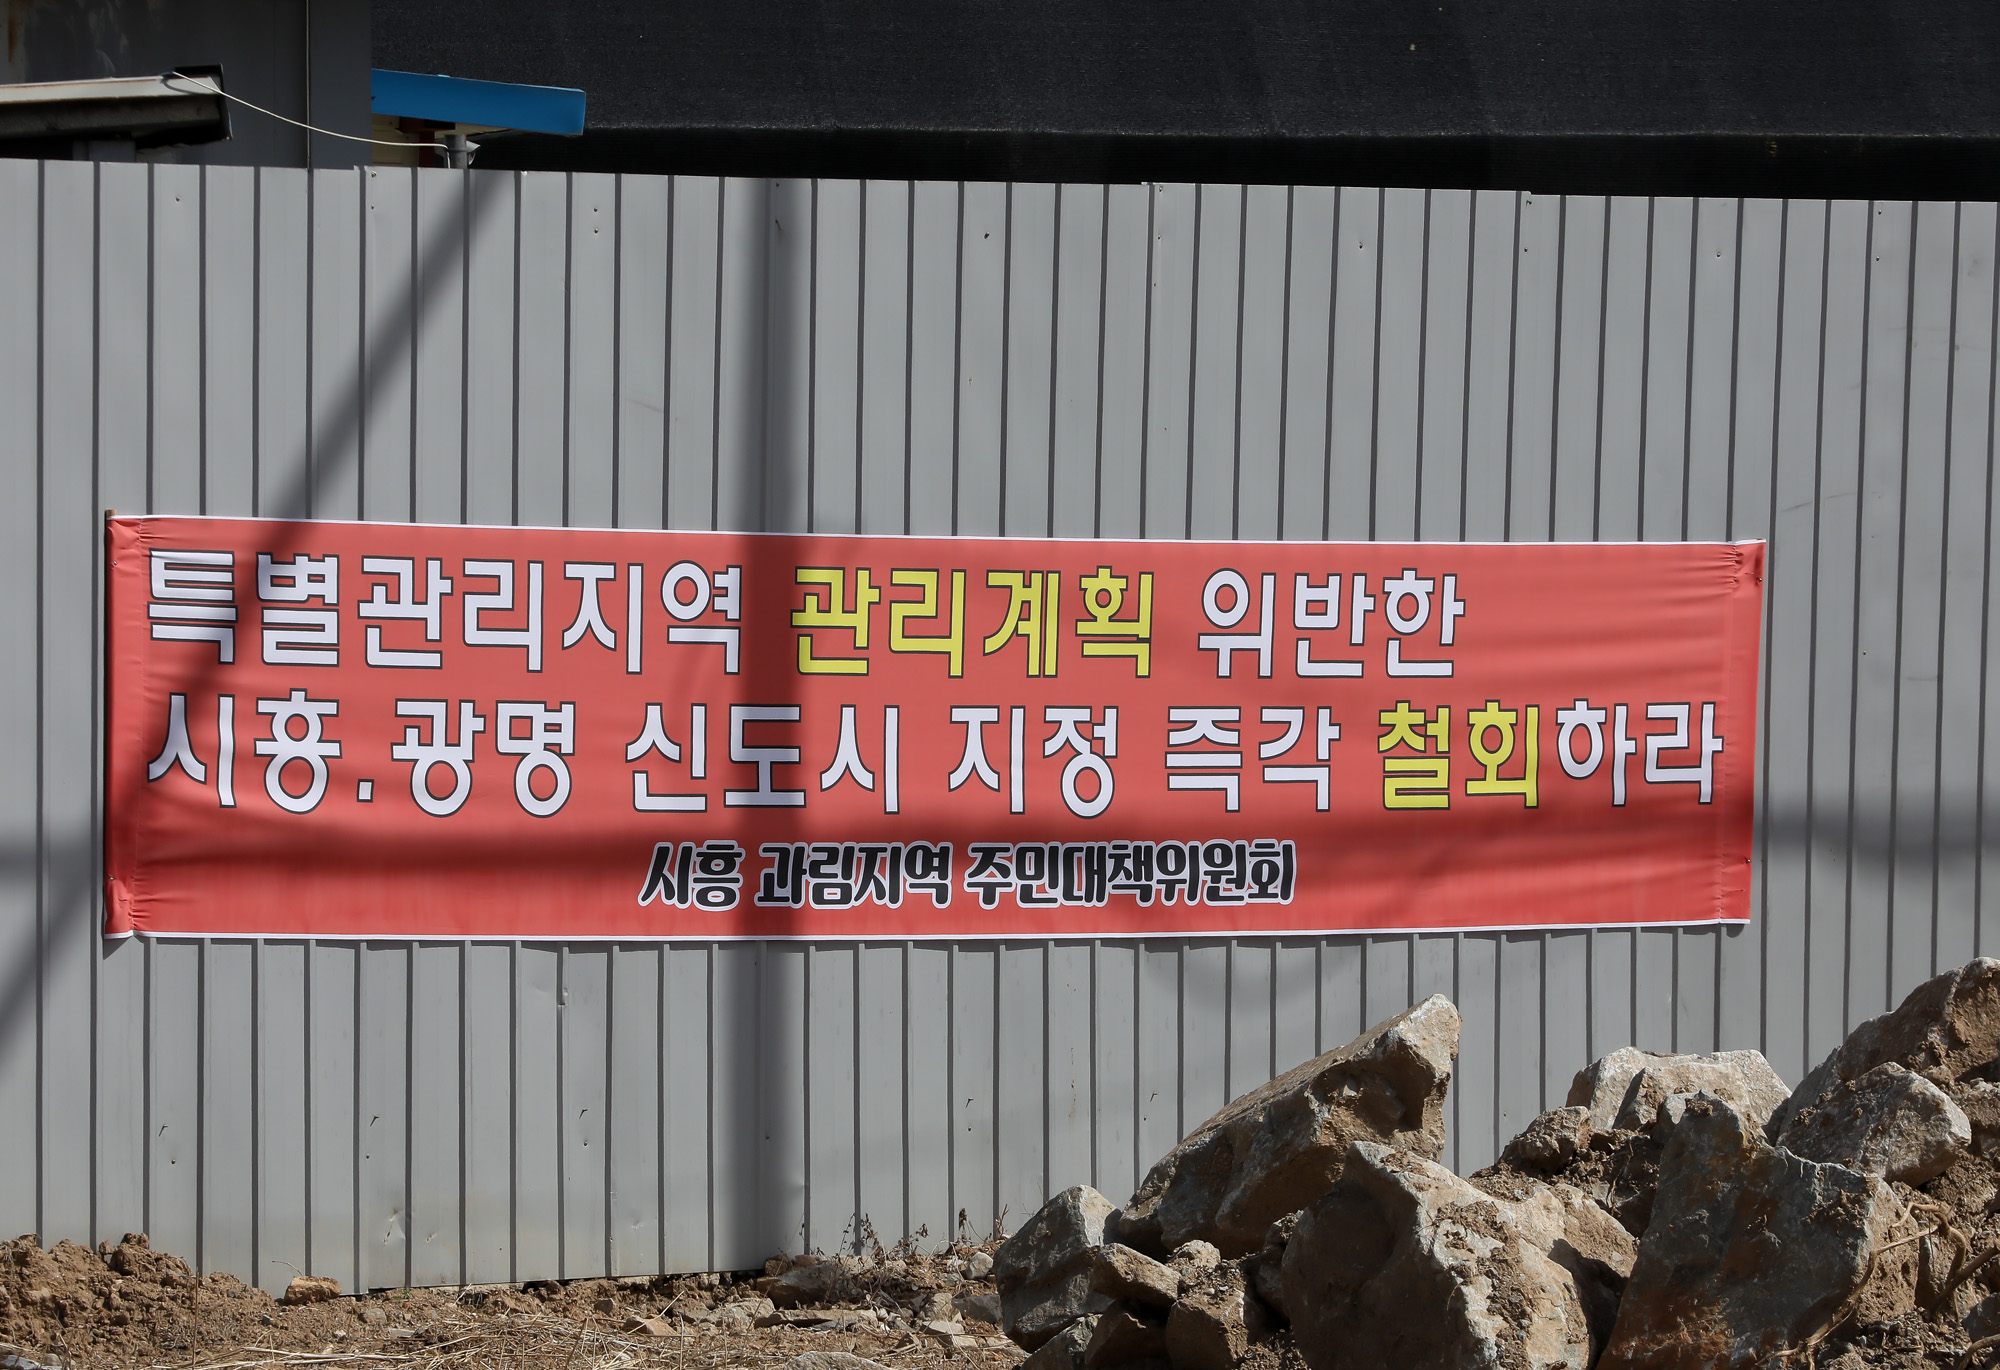 특별관리지역 관리계획 위반한
시흥.광명 신도시 지정 즉각 철회하라
시흥 과림지역 주민대책위원회